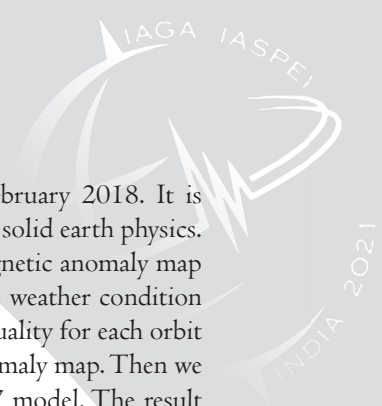 IAGA IASPEI
INDIA 2021
bruary 2018. It is
solid earth physics.
gnetic anomaly map
weather condition
uality for each orbit
maly map. Then we
model. The result